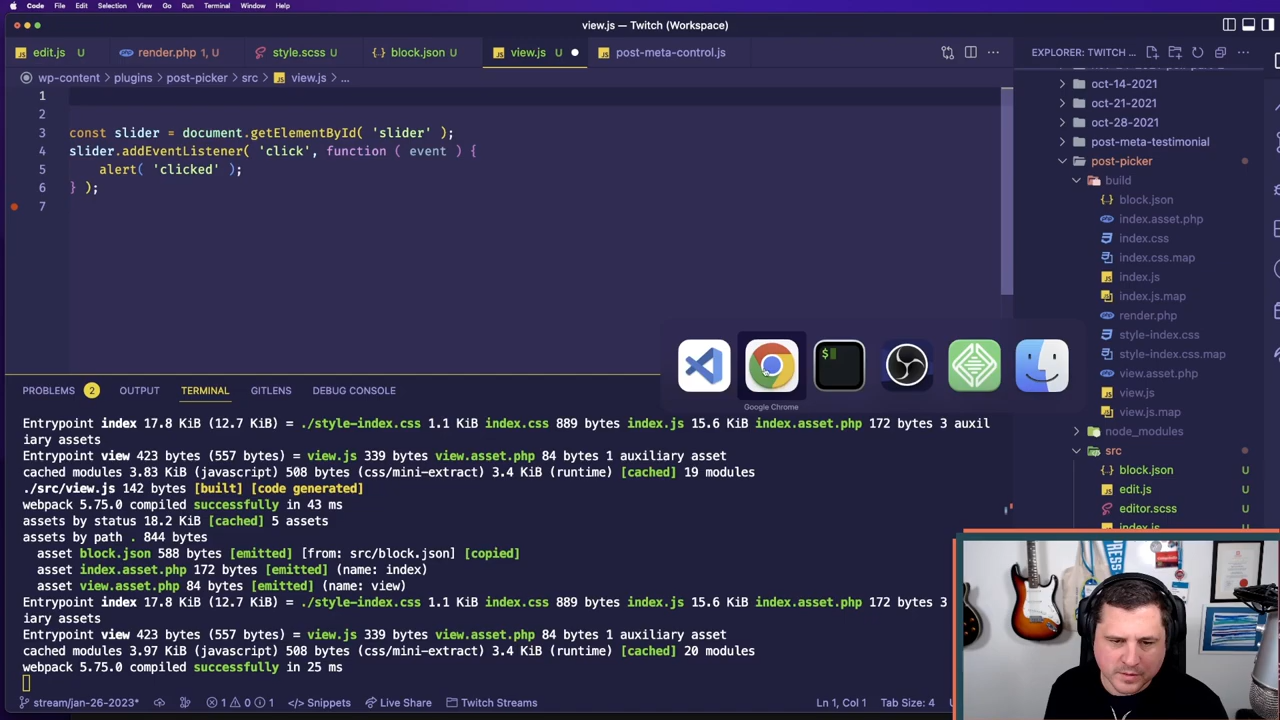 Code File Edit Selection View Go Run Terminal Window Help
view.js — Twitch (Workspace)
edit.js U render.php 1, U style.scss U block.json U view.js U post-meta-control.js
EXPLORER: TWITCH ...
wp-content plugins post-picker src view.js ...
1
2
3 const slider = document.getElementById( 'slider' );
4 slider.addEventListener( 'click', function ( event ) {
5 alert( 'clicked' );
6 } );
7
oct-14-2021
oct-21-2021
oct-28-2021
post-meta-testimonial
post-picker
build
block.json
index.asset.php
index.css
index.css.map
index.js
index.js.map
render.php
style-index.css
style-index.css.map
view.asset.php
view.js
view.js.map
node_modules
src
block.json U
edit.js U
editor.scss U
index.js U
$
Google Chrome
PROBLEMS 2 OUTPUT TERMINAL GITLENS DEBUG CONSOLE
Entrypoint index 17.8 KiB (12.7 KiB) = ./style-index.css 1.1 KiB index.css 889 bytes index.js 15.6 KiB index.asset.php 172 bytes 3 auxil
iary assets
Entrypoint view 423 bytes (557 bytes) = view.js 339 bytes view.asset.php 84 bytes 1 auxiliary asset
cached modules 3.83 KiB (javascript) 508 bytes (css/mini-extract) 3.4 KiB (runtime) [cached] 19 modules
./src/view.js 142 bytes [built] [code generated]
webpack 5.75.0 compiled successfully in 43 ms
assets by status 18.2 KiB [cached] 5 assets
assets by path . 844 bytes
asset block.json 588 bytes [emitted] [from: src/block.json] [copied]
asset index.asset.php 172 bytes [emitted] (name: index)
asset view.asset.php 84 bytes [emitted] (name: view)
Entrypoint index 17.8 KiB (12.7 KiB) = ./style-index.css 1.1 KiB index.css 889 bytes index.js 15.6 KiB index.asset.php 172 bytes 3
iary assets
Entrypoint view 423 bytes (557 bytes) = view.js 339 bytes view.asset.php 84 bytes 1 auxiliary asset
cached modules 3.97 KiB (javascript) 508 bytes (css/mini-extract) 3.4 KiB (runtime) [cached] 20 modules
webpack 5.75.0 compiled successfully in 25 ms
stream/jan-26-2023* 1 0 1 </> Snippets Live Share Twitch Streams Ln 1, Col 1 Tab Size: 4